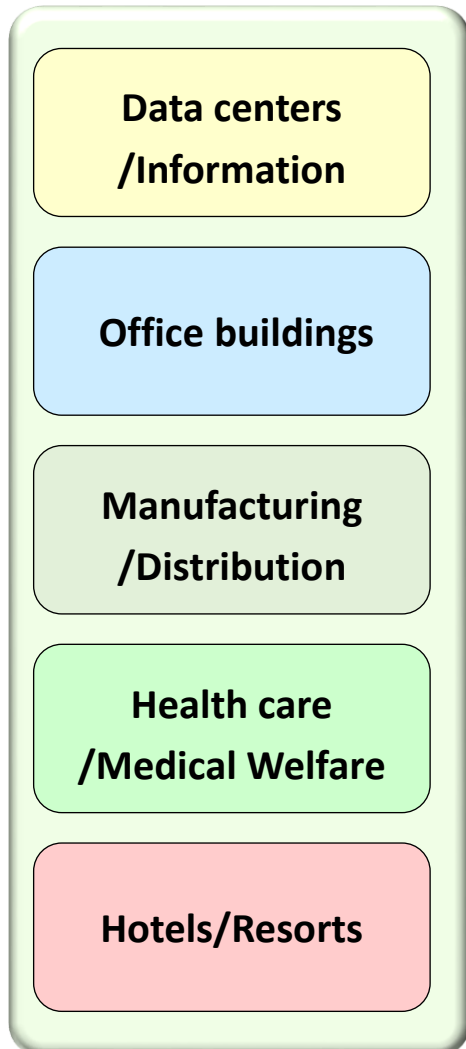 Data centers
/Information
Office buildings
Manufacturing
/Distribution
Health care
/Medical Welfare
Hotels/Resorts